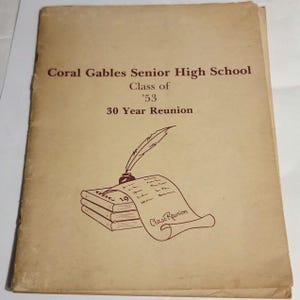 Coral Gables Senior High School
Class of
'53
30 Year Reunion
Class Reunion